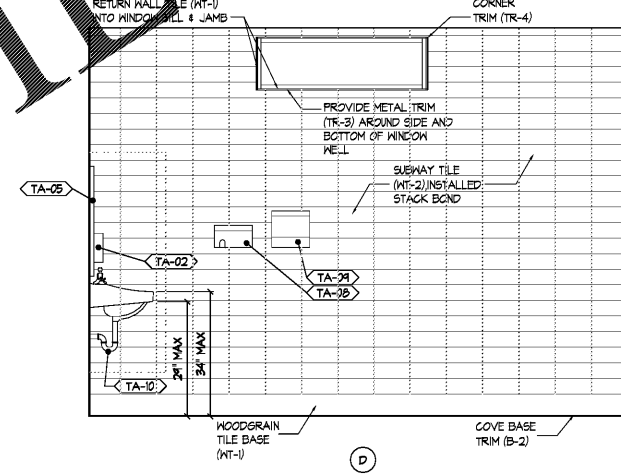 RETURN WALL TILE (WT-1)
INTO WINDOW SILL & JAMB
CORNER
TRIM (TR-4)
PROVIDE METAL TRIM
(TR-3) AROUND SIDE AND
BOTTOM OF WINDOW
WELL
SUBWAY TILE
(WT-2) INSTALLED
STACK BOND
TA-05
TA-02
TA-09
TA-08
29" MAX
34" MAX
TA-10
WOODGRAIN
TILE BASE
(WT-1)
COVE BASE
TRIM (B-2)
D